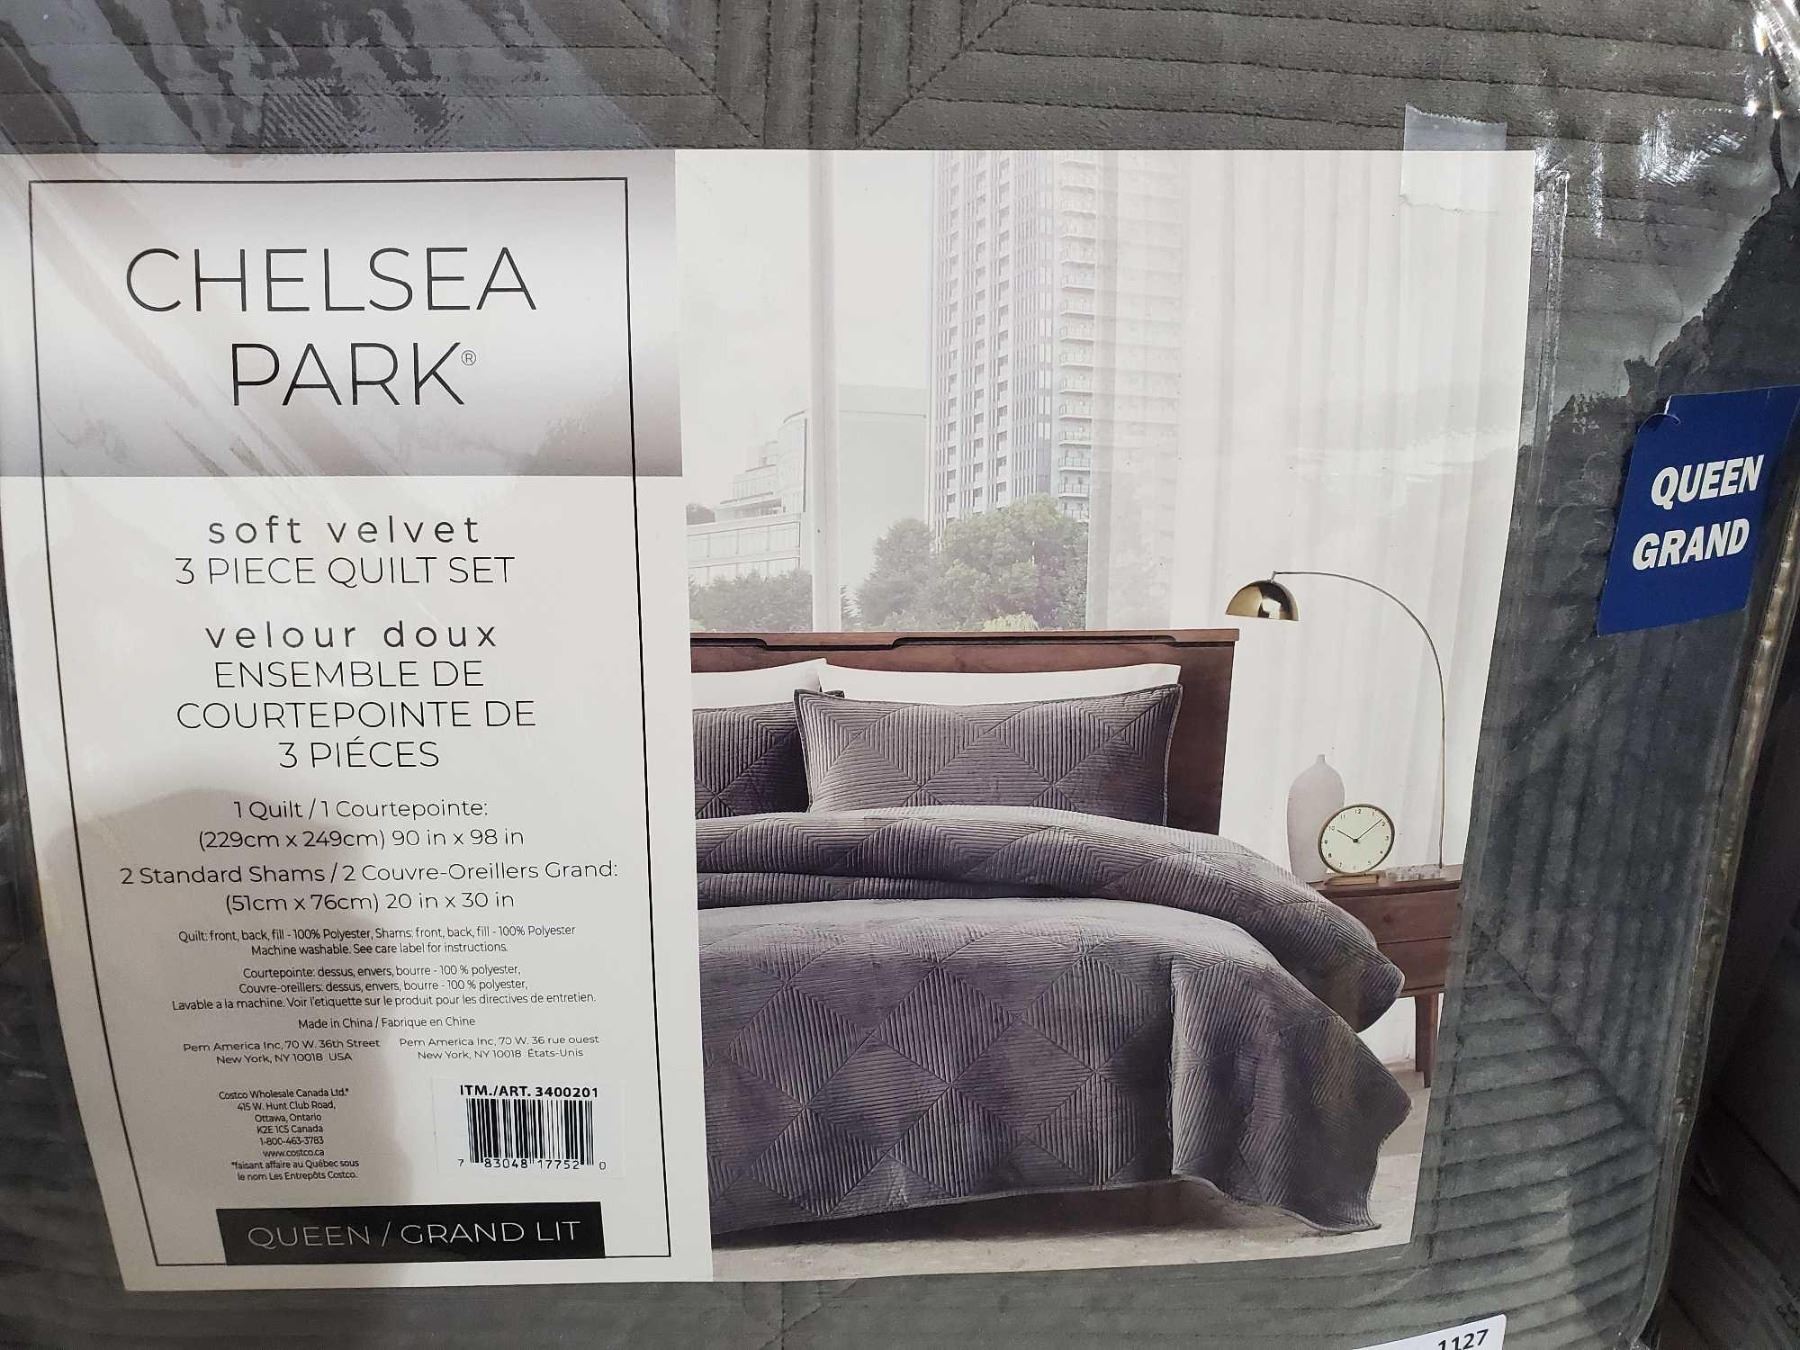 CHELSEA
PARK®
soft velvet
3 PIECE QUILT SET
velour doux
ENSEMBLE DE
COURTEPOINTE DE
3 PIÉCES
1 Quilt / 1 Courtepointe:
(229cm x 249cm) 90 in x 98 in
2 Standard Shams / 2 Couvre-Oreillers Grand:
(51cm x 76cm) 20 in x 30 in
Quilt: front, back, fill - 100% Polyester, Shams: front, back, fill - 100% Polyester
Machine washable. See care label for instructions.
Courtepointe: dessus, envers, bourre - 100 % polyester,
Couvre-oreillers: dessus, envers, bourre - 100 % polyester,
Lavable a la machine. Voir l'etiquette sur le produit pour les directives de entretien.
Made in China / Fabrique en Chine
Pem America Inc, 70 W. 36th Street
New York, NY 10018 USA
Pem America Inc, 70 W. 36 rue ouest
New York, NY 10018 États-Unis
Costco Wholesale Canada Ltd.*
415 W. Hunt Club Road,
Ottawa, Ontario
K2E 1C5 Canada
1-800-463-3783
www.costco.ca
*faisant affaire au Québec sous
le nom Les Entrepôts Costco.
ITM./ART. 3400201
7 83048 17752 0
QUEEN / GRAND LIT
QUEEN
GRAND
1127